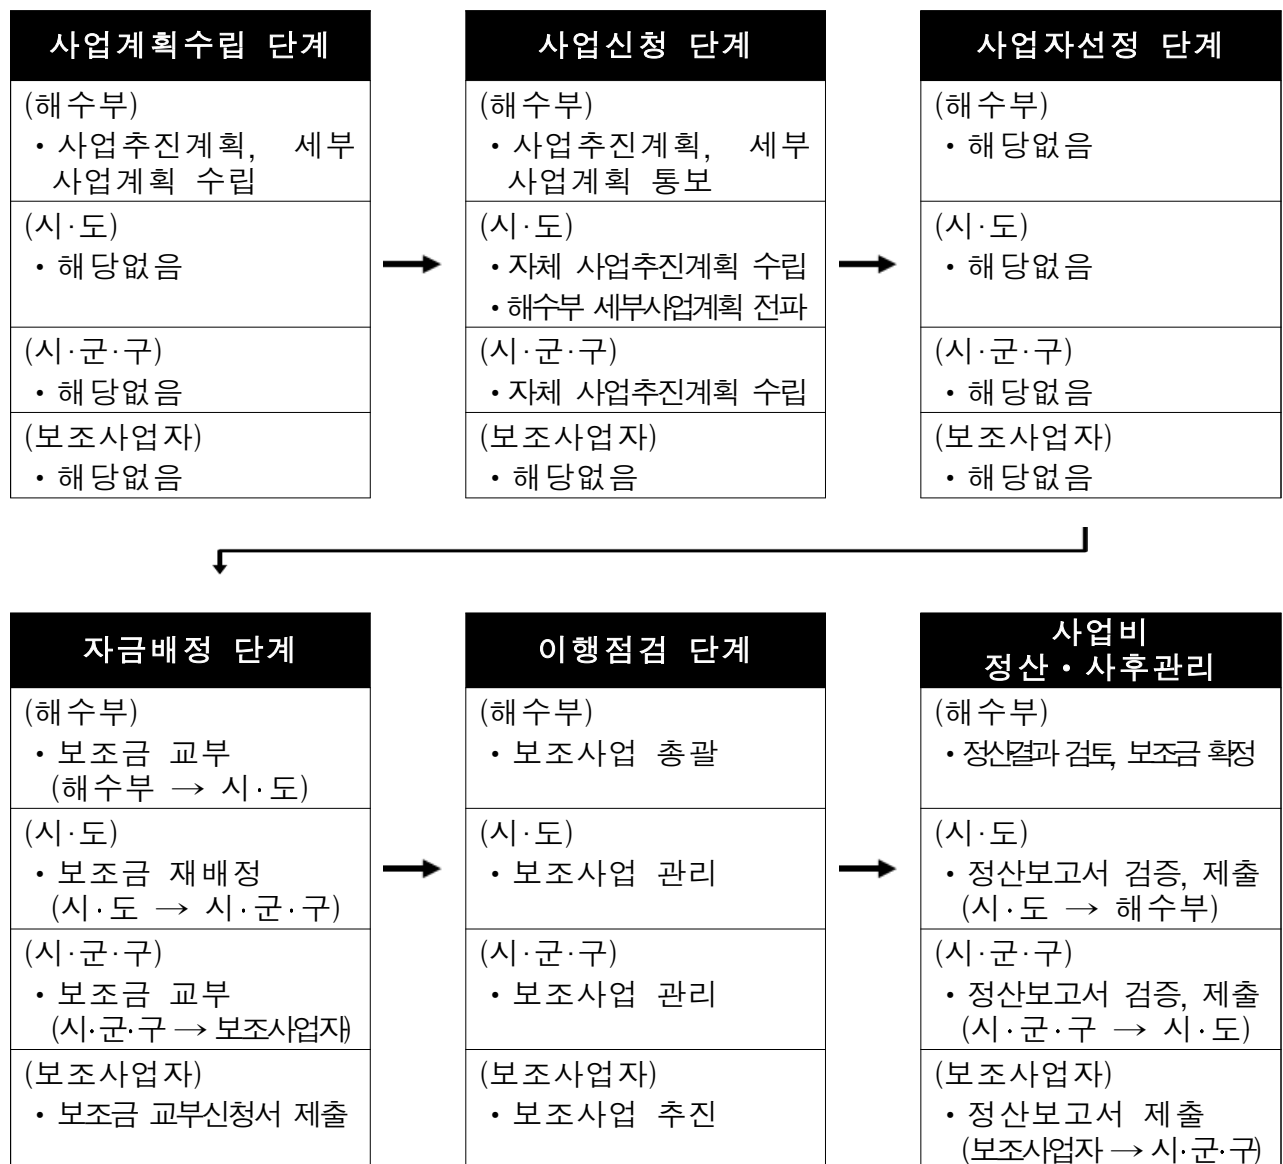 사업계획수립 단계
(해수부)
• 사업추진계획, 세부
사업계획 수립
(시·도)
• 해당없음
(시·군·구)
• 해당없음
(보조사업자)
• 해당없음
사업신청 단계
(해수부)
• 사업추진계획, 세부
사업계획 통보
(시·도)
• 자체 사업추진계획 수립
• 해수부 세부사업계획 전파
(시·군·구)
• 자체 사업추진계획 수립
(보조사업자)
• 해당없음
사업자선정 단계
(해수부)
• 해당없음
(시·도)
• 해당없음
(시·군·구)
• 해당없음
(보조사업자)
• 해당없음
자금배정 단계
(해수부)
• 보조금 교부
(해수부 → 시·도)
(시·도)
• 보조금 재배정
(시·도 → 시·군·구)
(시·군·구)
• 보조금 교부
(시·군·구 → 보조사업자)
(보조사업자)
• 보조금 교부신청서 제출
이행점검 단계
(해수부)
• 보조사업 총괄
(시·도)
• 보조사업 관리
(시·군·구)
• 보조사업 관리
(보조사업자)
• 보조사업 추진
사업비
정산·사후관리
(해수부)
• 정산결과 검토, 보조금 확정
(시·도)
• 정산보고서 검증, 제출
(시·도 → 해수부)
(시·군·구)
• 정산보고서 검증, 제출
(시·군·구 → 시·도)
(보조사업자)
• 정산보고서 제출
(보조사업자 → 시·군·구)